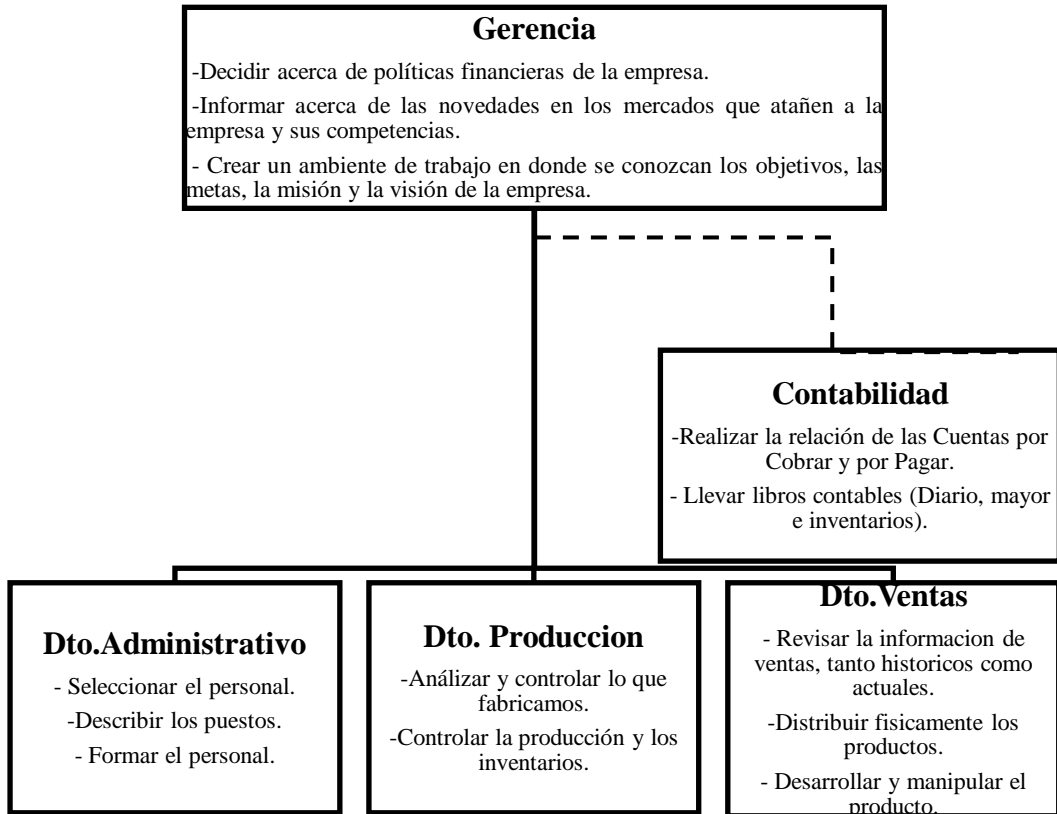 Gerencia
-Decidir acerca de políticas financieras de la empresa.
-Informar acerca de las novedades en los mercados que atañen a la
empresa y sus competencias.
- Crear un ambiente de trabajo en donde se conozcan los objetivos, las
metas, la misión y la visión de la empresa.
Contabilidad
-Realizar la relación de las Cuentas por
Cobrar y por Pagar.
- Llevar libros contables (Diario, mayor
e inventarios).
Dto.Administrativo
- Seleccionar el personal.
-Describir los puestos.
- Formar el personal.
Dto. Produccion
-Análizar y controlar lo que
fabricamos.
-Controlar la producción y los
inventarios.
Dto.Ventas
- Revisar la informacion de
ventas, tanto historicos como
actuales.
-Distribuir fisicamente los
productos.
- Desarrollar y manipular el
producto.